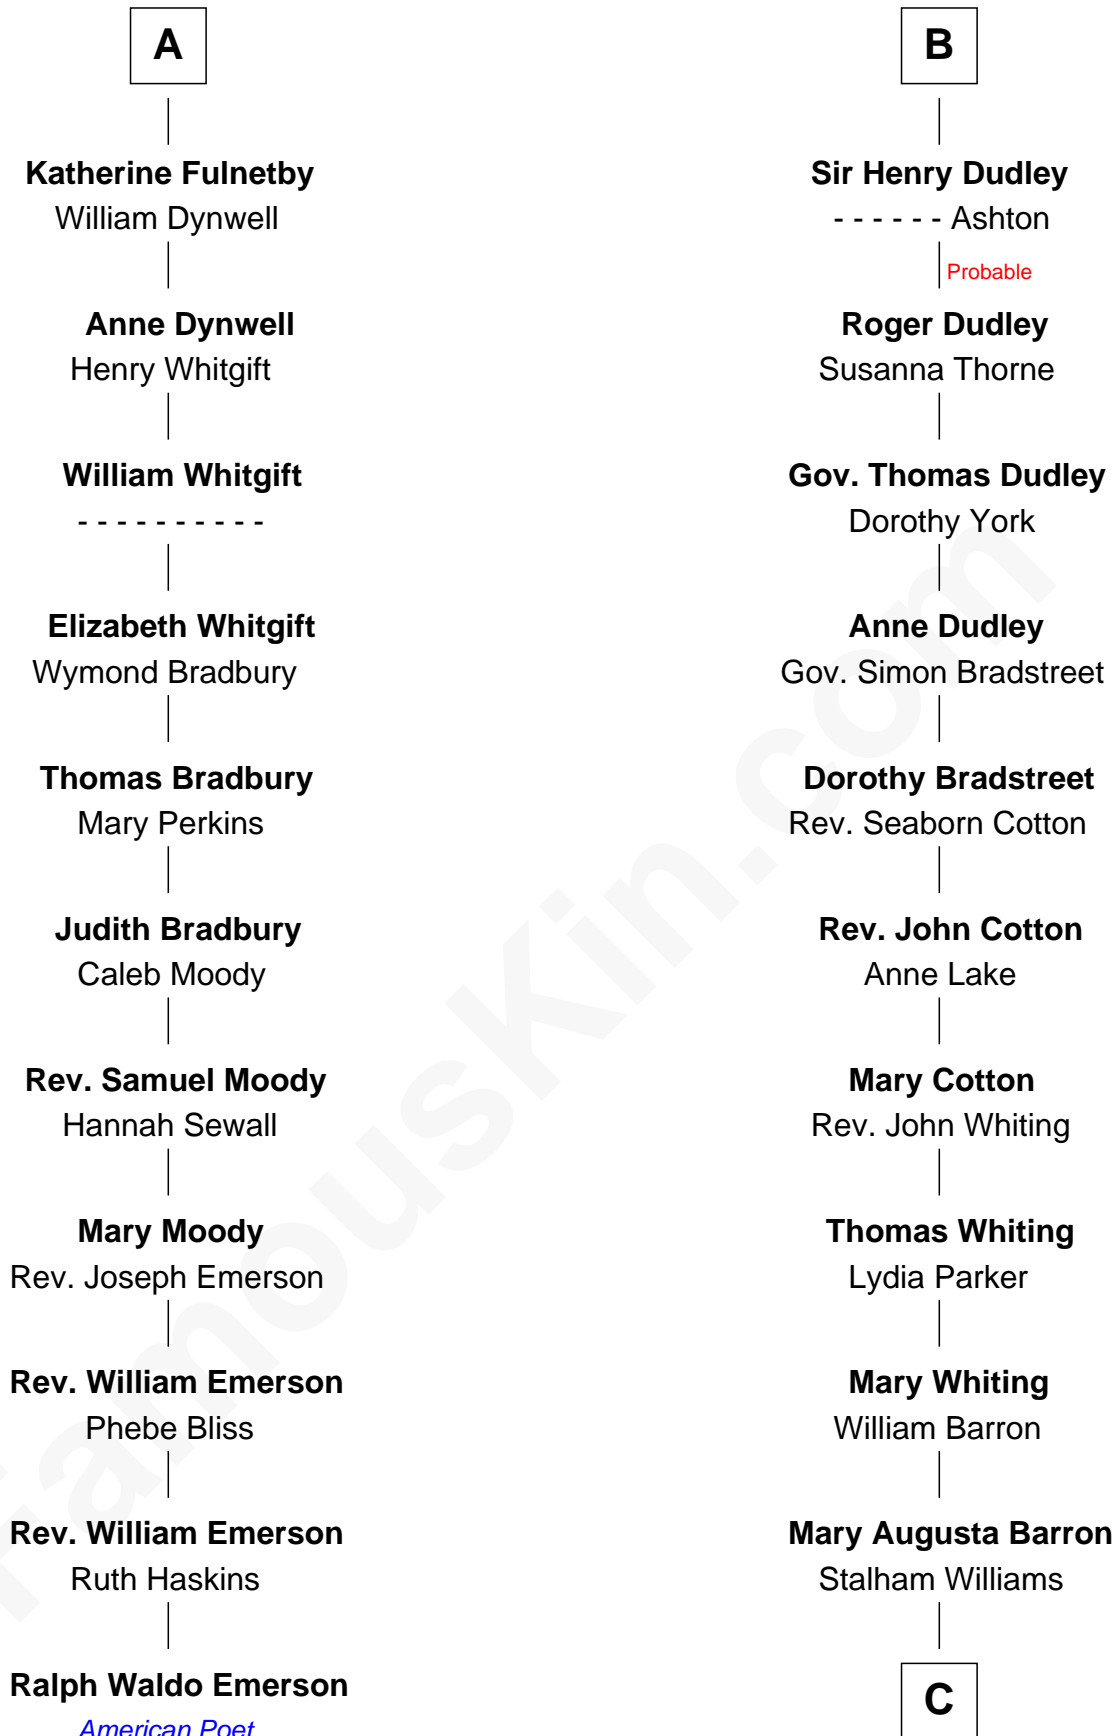 A
Katherine Fulnetby
William Dynwell
Anne Dynwell
Henry Whitgift
William Whitgift
- - - - - - - - - -
Elizabeth Whitgift
Wymond Bradbury
Thomas Bradbury
Mary Perkins
Judith Bradbury
Caleb Moody
Rev. Samuel Moody
Hannah Sewall
Mary Moody
Rev. Joseph Emerson
Rev. William Emerson
Phebe Bliss
Rev. William Emerson
Ruth Haskins
Ralph Waldo Emerson
American Poet
B
Sir Henry Dudley
- - - - - - Ashton
Probable
Roger Dudley
Susanna Thorne
Gov. Thomas Dudley
Dorothy York
Anne Dudley
Gov. Simon Bradstreet
Dorothy Bradstreet
Rev. Seaborn Cotton
Rev. John Cotton
Anne Lake
Mary Cotton
Rev. John Whiting
Thomas Whiting
Lydia Parker
Mary Whiting
William Barron
Mary Augusta Barron
Stalham Williams
C
FamousKin.com